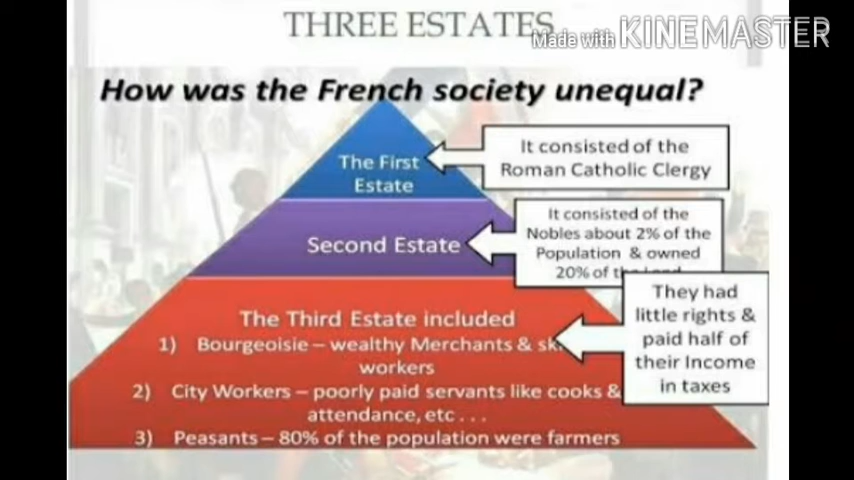 THREE ESTATES
Made with KINEMASTER
How was the French society unequal?
The First
Estate
It consisted of the
Roman Catholic Clergy
Second Estate
It consisted of the
Nobles about 2% of the
Population & owned
20% of
The Third Estate included
1) Bourgeoisie – wealthy Merchants &
workers
2) City Workers – poorly paid servants like cooks &
attendance, etc . . .
3) Peasants – 80% of the population were farmers
They had
little rights &
paid half of
their Income
in taxes